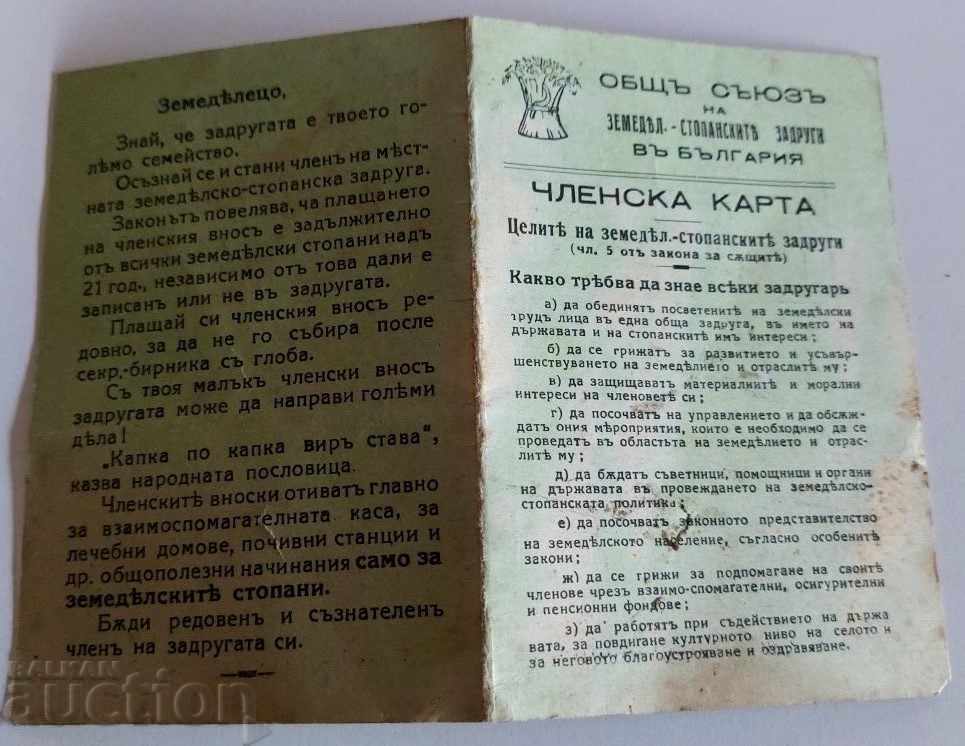 Земедѣлецо,
Знай, че задругата е твоето го-
лѣмо семейство.
Осъзнай се и стани членъ на мѣст-
ната земедѣлско-стопанска задруга.
Законътъ повелява, ча плащането
на членския вносъ е задължително
отъ всички земедѣлски стопани надъ
21 год., независимо отъ това дали е
записанъ или не въ задругата.
Плащай си членския вносъ ре-
довно, за да не го събира после
секр.-бирника съ глоба.
Съ твоя малъкъ членски вносъ
задругата може да направи голѣми
дѣла!
„Капка по капка виръ става“,
казва народната пословица.
Членскитѣ вноски отиватъ главно
за взаимоспомагателната каса, за
лечебни домове, почивни станции и
др. общополезни начинания само за
земедѣлскитѣ стопани.
Бѫди редовенъ и съзнателенъ
членъ на задругата си.
ОБЩЪ СЪЮЗЪ
НА
ЗЕМЕДѢЛ.-СТОПАНСКИТѢ ЗАДРУГИ
ВЪ БЪЛГАРИЯ
ЧЛЕНСКА КАРТА
Целитѣ на земедѣл.-стопанскитѣ задруги
(чл. 5 отъ закона за сѫщитѣ)
Какво трѣбва да знае всѣки задругарь
а) да обединятъ посветенитѣ на земедѣлски
трудъ лица въ една обща задруга, въ името на
държавата и на стопанскитѣ имъ интереси;
б) да се грижатъ за развитието и усъвър-
шенствуването на земедѣлието и отраслитѣ му;
в) да защищаватъ материалнитѣ и морални
интереси на членоветѣ си;
г) да посочватъ на управлението и да обсѫж-
датъ ония мѣроприятия, които е необходимо да се
проведатъ въ областьта на земедѣлието и отрас-
литѣ му;
д) да бѫдатъ съветници, помощници и органи
на държавата въ провеждането на земедѣлско-
стопанската политика;
е) да посочватъ законното представителство
на земедѣлското население, съгласно особенитѣ
закони;
ж) да се грижи за подпомагане на своитѣ
членове чрезъ взаимо-спомагателни, осигурителни
и пенсионни фондове;
з) да работятъ при съдействието на държа
вата, за повдигане културното ниво на селото и
за неговото благоустрояване и оздравяване.
БАЛКАН
auction